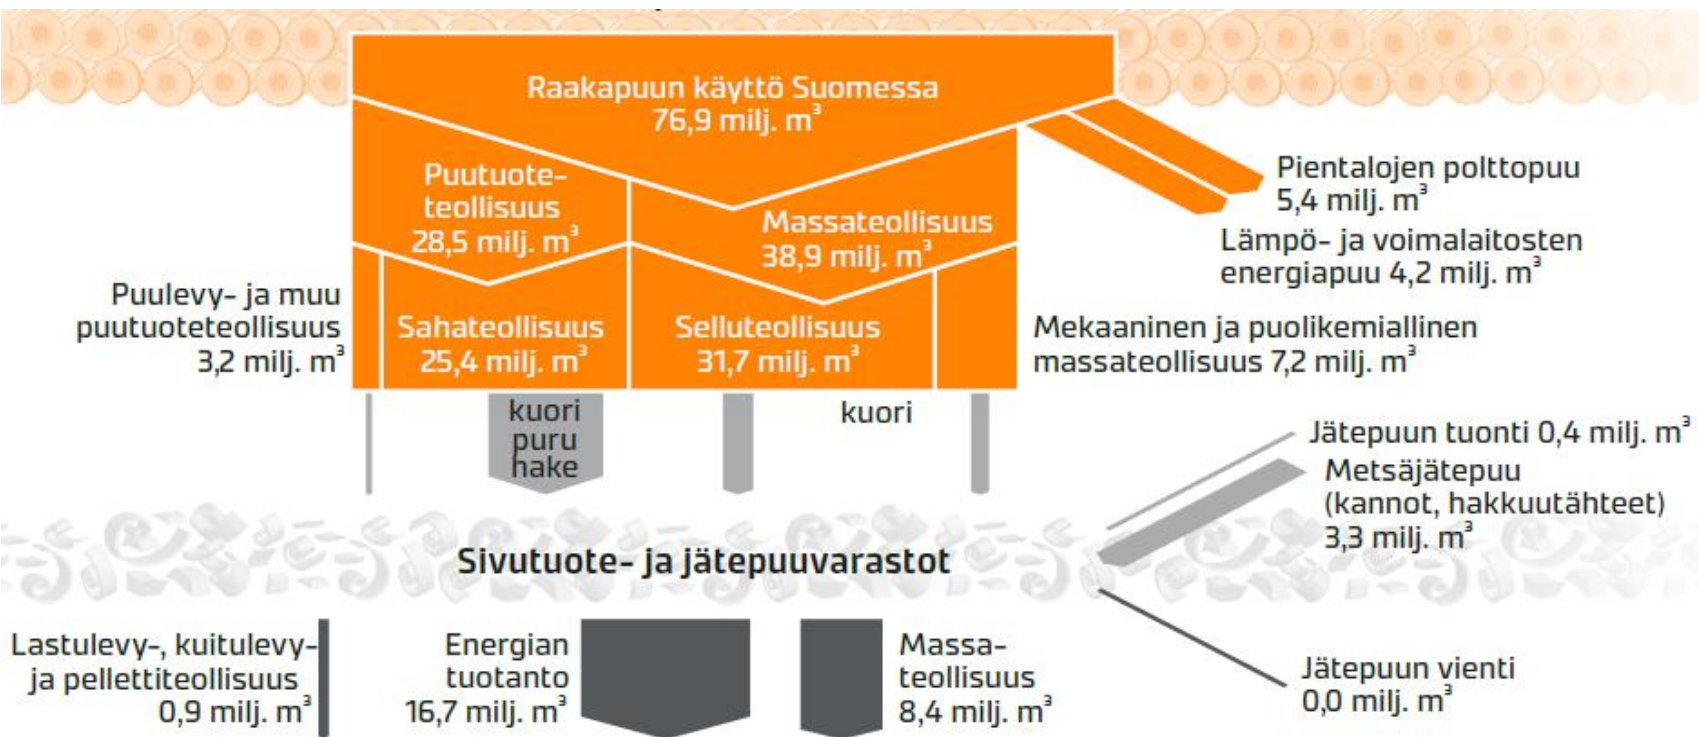 Raakapuun käyttö Suomessa
76,9 milj. m³
Puutuote-
teollisuus
28,5 milj. m³
Massateollisuus
38,9 milj. m³
Pientalojen polttopuu
5,4 milj. m³
Lämpö- ja voimalaitosten
energiapuu 4,2 milj. m³
Puulevy- ja muu
puutuoteteollisuus
3,2 milj. m³
Sahateollisuus
25,4 milj. m³
Selluteollisuus
31,7 milj. m³
Mekaaninen ja puolikemiallinen
massateollisuus 7,2 milj. m³
kuori
puru
hake
kuori
Jätepuun tuonti 0,4 milj. m³
Metsäjätepuu
(kannot, hakkuutähteet)
3,3 milj. m³
Sivutuote- ja jätepuuvarastot
Lastulevy-, kuitulevy-
ja pellettiteollisuus
0,9 milj. m³
Energian
tuotanto
16,7 milj. m³
Massa-
teollisuus
8,4 milj. m³
Jätepuun vienti
0,0 milj. m³